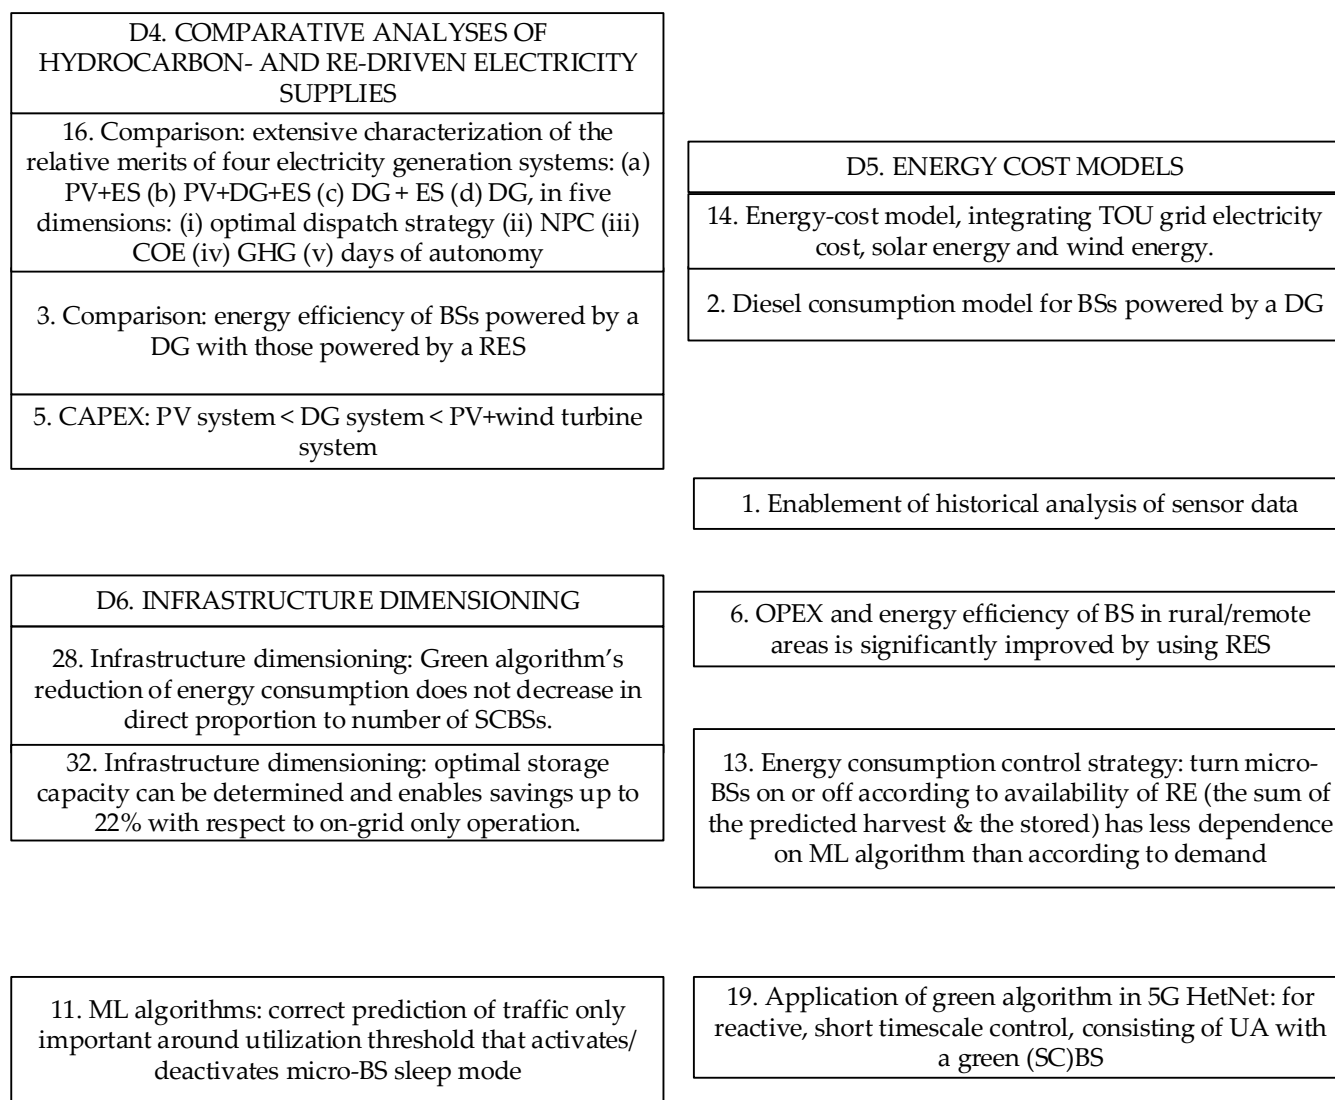 D4. COMPARATIVE ANALYSES OF
HYDROCARBON- AND RE-DRIVEN ELECTRICITY
SUPPLIES
16. Comparison: extensive characterization of the
relative merits of four electricity generation systems: (a)
PV+ES (b) PV+DG+ES (c) DG + ES (d) DG, in five
dimensions: (i) optimal dispatch strategy (ii) NPC (iii)
COE (iv) GHG (v) days of autonomy
3. Comparison: energy efficiency of BSs powered by a
DG with those powered by a RES
5. CAPEX: PV system < DG system < PV+wind turbine
system
D5. ENERGY COST MODELS
14. Energy-cost model, integrating TOU grid electricity
cost, solar energy and wind energy.
2. Diesel consumption model for BSs powered by a DG
1. Enablement of historical analysis of sensor data
D6. INFRASTRUCTURE DIMENSIONING
28. Infrastructure dimensioning: Green algorithm's
reduction of energy consumption does not decrease in
direct proportion to number of SCBSs.
32. Infrastructure dimensioning: optimal storage
capacity can be determined and enables savings up to
22% with respect to on-grid only operation.
6. OPEX and energy efficiency of BS in rural/remote
areas is significantly improved by using RES
13. Energy consumption control strategy: turn micro-
BSs on or off according to availability of RE (the sum of
the predicted harvest & the stored) has less dependence
on ML algorithm than according to demand
11. ML algorithms: correct prediction of traffic only
important around utilization threshold that activates/
deactivates micro-BS sleep mode
19. Application of green algorithm in 5G HetNet: for
reactive, short timescale control, consisting of UA with
a green (SC)BS